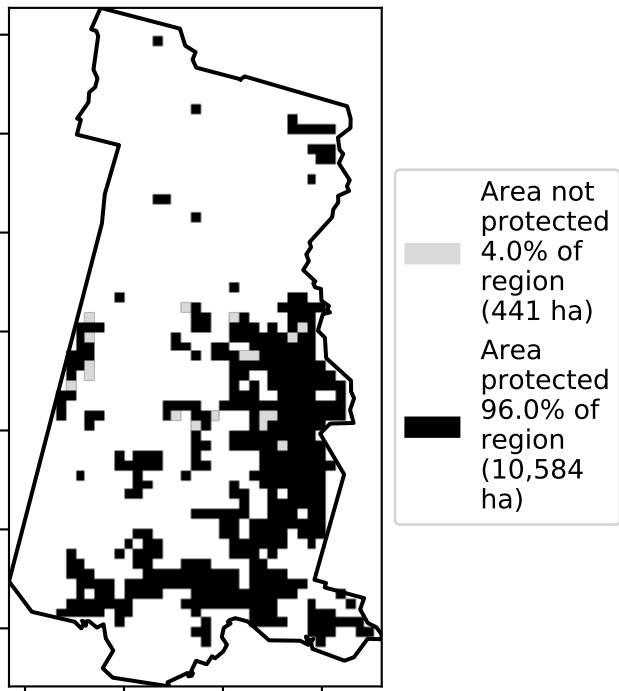 Area not
protected
4.0% of
region
(441 ha)
Area
protected
96.0% of
region
(10,584
ha)